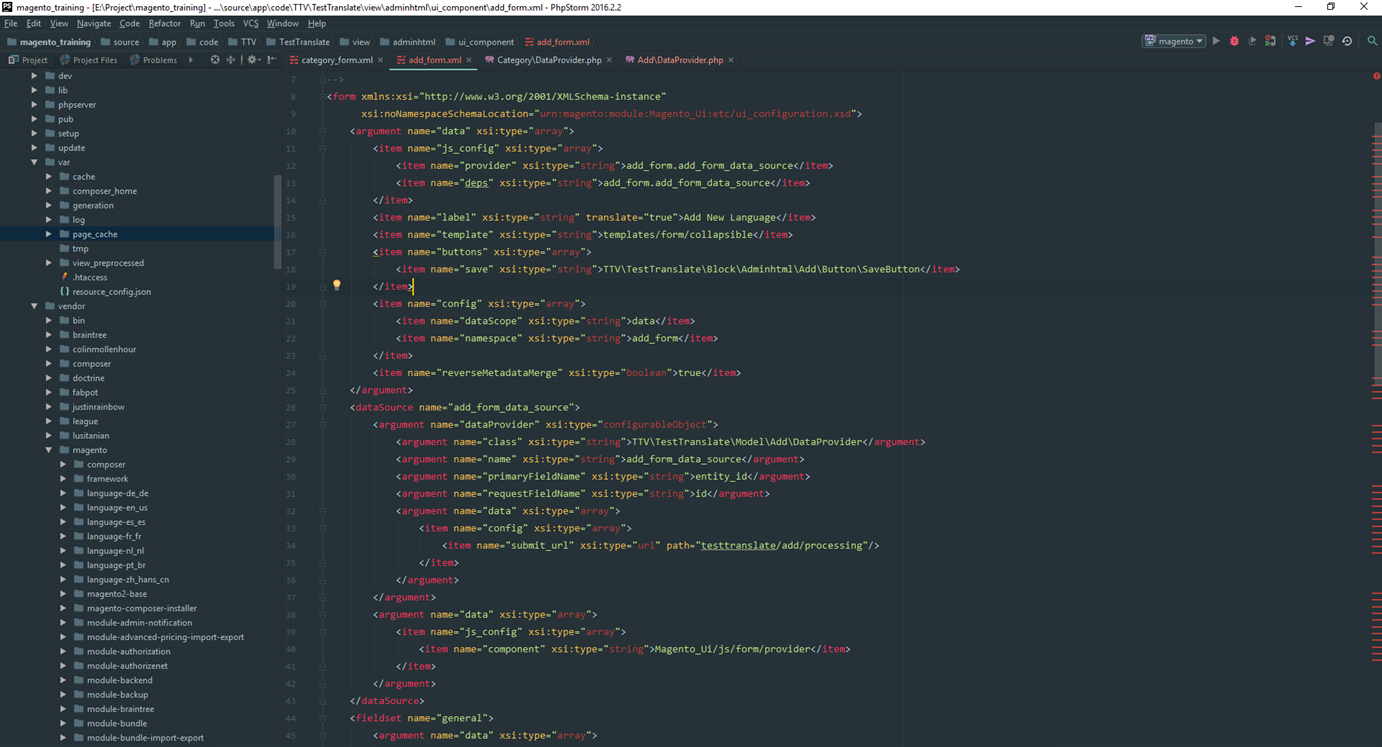 magento_training - [E:\Project\magento_training] - ...\source\app\code\TTV\TestTranslate\view\adminhtml\ui_component\add_form.xml - PhpStorm 2016.2.2
File Edit View Navigate Code Refactor Run Tools VCS Window Help
magento_training source app code TTV TestTranslate view adminhtml ui_component add_form.xml magento
Project Project Files Problems
category_form.xml add_form.xml Category\DataProvider.php Add\DataProvider.php
dev
lib
phpserver
pub
setup
update
var
cache
composer_home
generation
log
page_cache
tmp
view_preprocessed
.htaccess
resource_config.json
vendor
bin
braintree
colinmollenhour
composer
doctrine
fabpot
justinrainbow
league
lusitanian
magento
composer
framework
language-de_de
language-en_us
language-es_es
language-fr_fr
language-nl_nl
language-pt_br
language-zh_hans_cn
magento2-base
magento-composer-installer
module-admin-notification
module-advanced-pricing-import-export
module-authorization
module-authorizenet
module-backend
module-backup
module-braintree
module-bundle
module-bundle-import-export
7 -->
8 <form xmlns:xsi="http://www.w3.org/2001/XMLSchema-instance"
9 xsi:noNamespaceSchemaLocation="urn:magento:module:Magento_Ui:etc/ui_configuration.xsd">
10 <argument name="data" xsi:type="array">
11 <item name="js_config" xsi:type="array">
12 <item name="provider" xsi:type="string">add_form.add_form_data_source</item>
13 <item name="deps" xsi:type="string">add_form.add_form_data_source</item>
14 </item>
15 <item name="label" xsi:type="string" translate="true">Add New Language</item>
16 <item name="template" xsi:type="string">templates/form/collapsible</item>
17 <item name="buttons" xsi:type="array">
18 <item name="save" xsi:type="string">TTV\TestTranslate\Block\Adminhtml\Add\Button\SaveButton</item>
19 </item>
20 <item name="config" xsi:type="array">
21 <item name="dataScope" xsi:type="string">data</item>
22 <item name="namespace" xsi:type="string">add_form</item>
23 </item>
24 <item name="reverseMetadataMerge" xsi:type="boolean">true</item>
25 </argument>
26 <dataSource name="add_form_data_source">
27 <argument name="dataProvider" xsi:type="configurableObject">
28 <argument name="class" xsi:type="string">TTV\TestTranslate\Model\Add\DataProvider</argument>
29 <argument name="name" xsi:type="string">add_form_data_source</argument>
30 <argument name="primaryFieldName" xsi:type="string">entity_id</argument>
31 <argument name="requestFieldName" xsi:type="string">id</argument>
32 <argument name="data" xsi:type="array">
33 <item name="config" xsi:type="array">
34 <item name="submit_url" xsi:type="url" path="testtranslate/add/processing"/>
35 </item>
36 </argument>
37 </argument>
38 <argument name="data" xsi:type="array">
39 <item name="js_config" xsi:type="array">
40 <item name="component" xsi:type="string">Magento_Ui/js/form/provider</item>
41 </item>
42 </argument>
43 </dataSource>
44 <fieldset name="general">
45 <argument name="data" xsi:type="array">